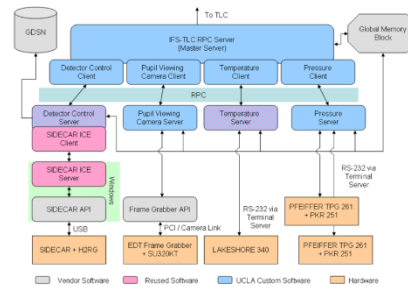 To TLC
GDSN
IFS-TLC RPC Server
(Master Server)
Global Memory
Block
Detector Control
Client
Pupil Viewing
Camera Client
Temperature
Client
Pressure
Client
RPC
Detector Control
Server
Pupil Viewing
Camera Server
Temperature
Server
Pressure
Server
SIDECAR ICE
Client
SIDECAR ICE
Server
Windows
RS-232 via
Terminal
Server
SIDECAR API
Frame Grabber API
RS-232 via
Terminal
Server
PFEIFFER TPG 261
+ PKR 251
USB
PCI / Camera Link
SIDECAR + H2RG
EDT Frame Grabber
+ SU320KT
LAKESHORE 340
PFEIFFER TPG 261
+ PKR 251
Vendor Software
Reused Software
UCLA Custom Software
Hardware